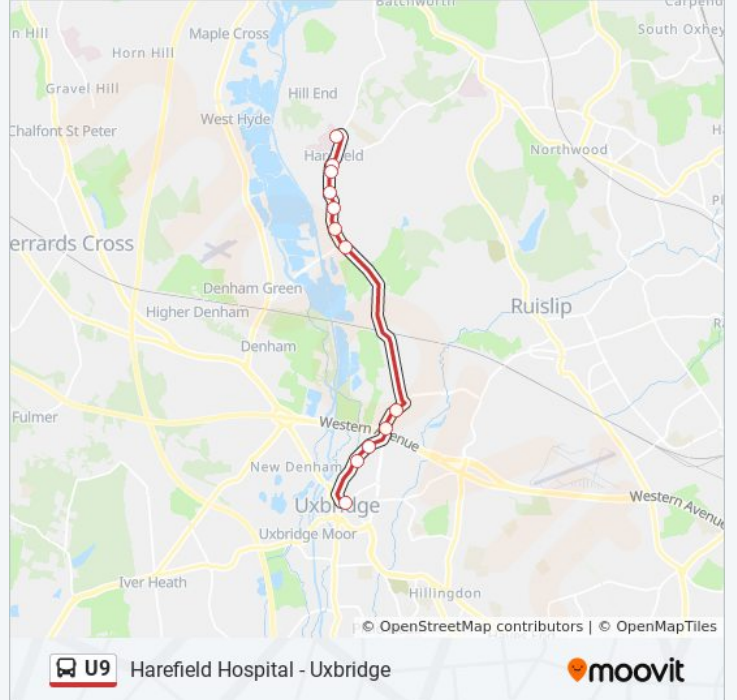 Batchworth
Carpend
n Hill
Maple Cross
South Oxhey
Horn Hill
Gravel Hill
Hill End
West Hyde
Chalfont St Peter
Harefield
Northwood
errards Cross
Denham Green
Higher Denham
Ruislip
Denham
Fulmer
Western Avenue
New Denham
Uxbridge
Western Avenue
Uxbridge Moor
Iver Heath
Hillingdon
© OpenStreetMap contributors | © OpenMapTiles
U9 Harefield Hospital - Uxbridge
moovit